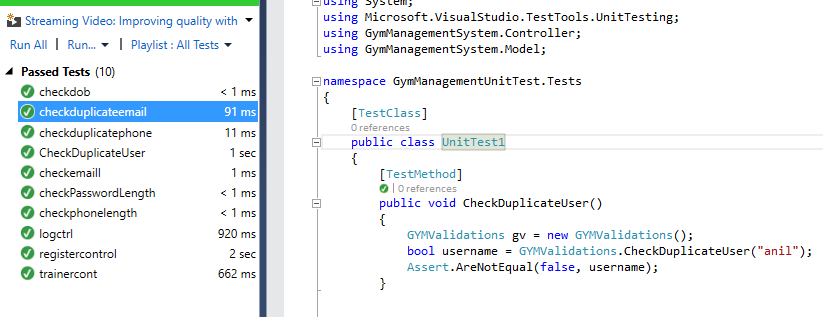 Streaming Video: Improving quality with
Run All | Run... | Playlist : All Tests
Passed Tests (10)
checkdob < 1 ms
checkduplicateemail 91 ms
checkduplicatephone 11 ms
CheckDuplicateUser 1 sec
checkemaill 1 ms
checkPasswordLength < 1 ms
checkphonelength < 1 ms
logctrl 920 ms
registercontrol 2 sec
trainercont 662 ms
using System;
using Microsoft.VisualStudio.TestTools.UnitTesting;
using GymManagementSystem.Controller;
using GymManagementSystem.Model;
namespace GymManagementUnitTest.Tests
{
[TestClass]
0 references
public class UnitTest1
{
[TestMethod]
| 0 references
public void CheckDuplicateUser()
{
GYMValidations gv = new GYMValidations();
bool username = GYMValidations.CheckDuplicateUser("anil");
Assert.AreNotEqual(false, username);
}